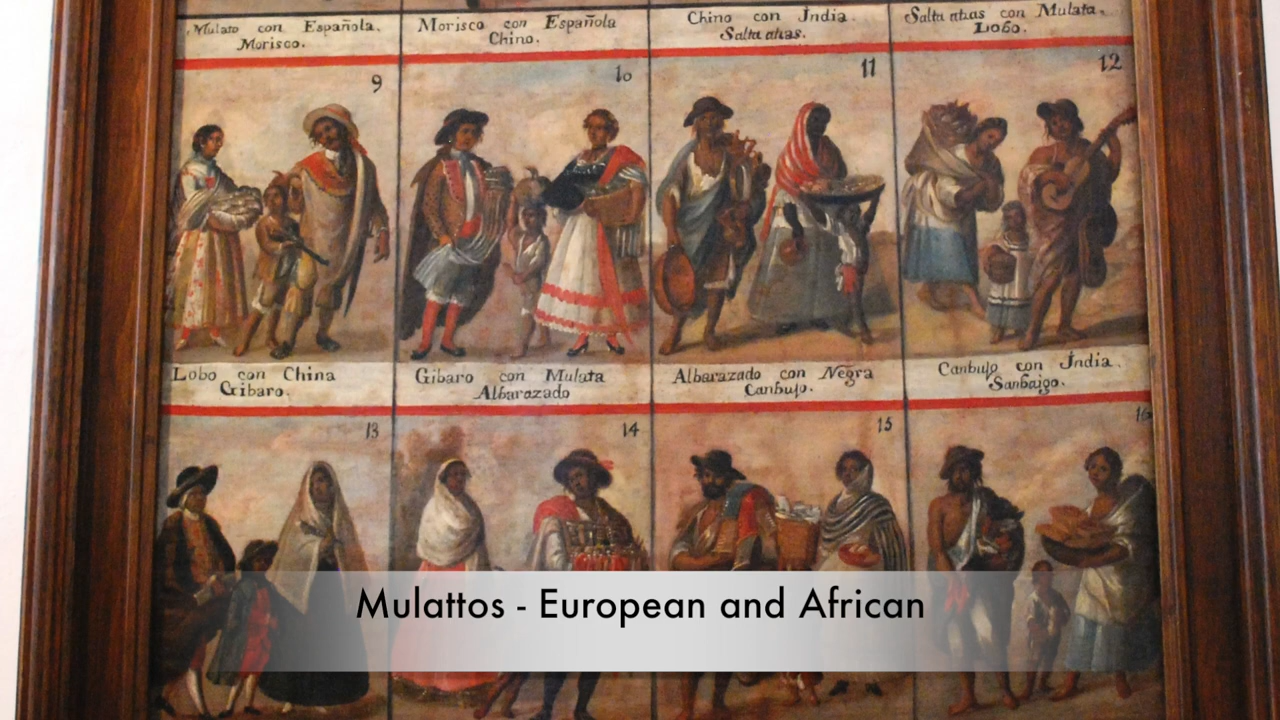 Mulato con Española.
Morisco.
Morisco con Española
Chino.
Chino con India.
Salta atras.
Salta atras con Mulata.
Lobo.
9
10
11
12
Lobo con China
Gibaro.
Gibaro con Mulata
Albarazado
Albarazado con Negra
Canbujo.
Canbujo con India.
Sanbaigo.
13
14
15
16
Mulattos - European and African